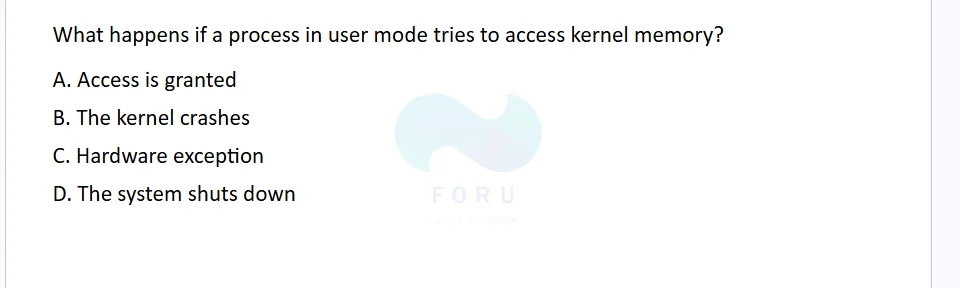 What happens if a process in user mode tries to access kernel memory?
A. Access is granted
B. The kernel crashes
C. Hardware exception
D. The system shuts down
FORU